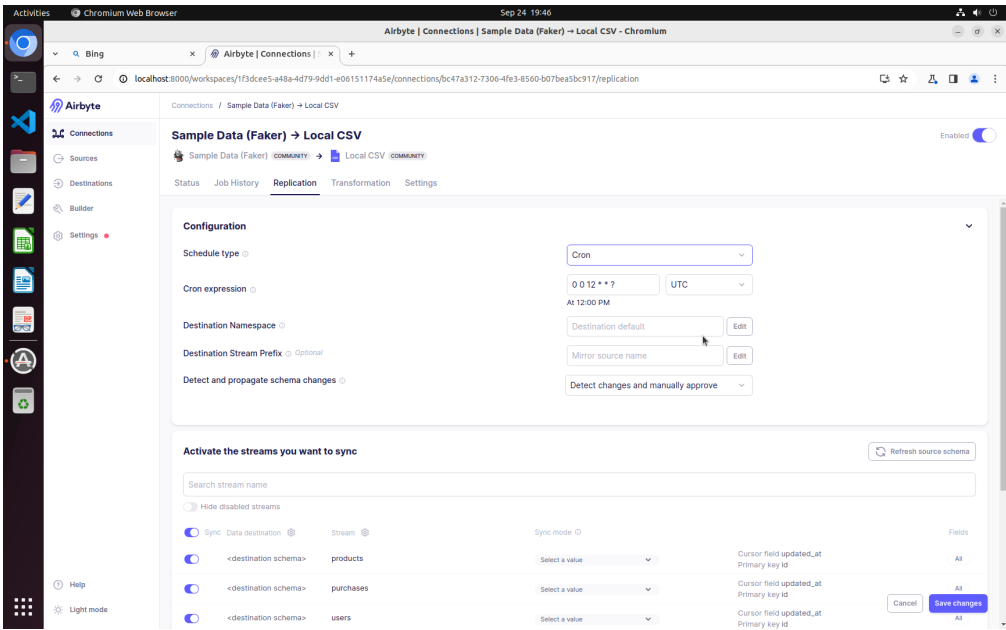 Activities Chromium Web Browser Sep 24 19:46
Airbyte | Connections | Sample Data (Faker) → Local CSV - Chromium
Bing Airbyte | Connections |
localhost:8000/workspaces/1f3dcee5-a48a-4d79-9dd1-e06151174a5e/connections/bc47a312-7306-4fe3-8560-b07bea5bc917/replication
Airbyte
Connections
Sources
Destinations
Builder
Settings
Help
Light mode
Connections / Sample Data (Faker) → Local CSV
Sample Data (Faker) → Local CSV
Enabled
Sample Data (Faker) COMMUNITY → Local CSV COMMUNITY
Status Job History Replication Transformation Settings
Configuration
Schedule type Cron
Cron expression 0 0 12 * * ? UTC
At 12:00 PM
Destination Namespace Destination default Edit
Destination Stream Prefix Optional Mirror source name Edit
Detect and propagate schema changes Detect changes and manually approve
Activate the streams you want to sync Refresh source schema
Search stream name
Hide disabled streams
Sync Data destination Stream Sync mode Fields
<destination schema> products Select a value Cursor field updated_at All
Primary key id
<destination schema> purchases Select a value Cursor field updated_at All
Primary key id
Cancel Save changes
<destination schema> users Select a value Cursor field updated_at All
Primary key id